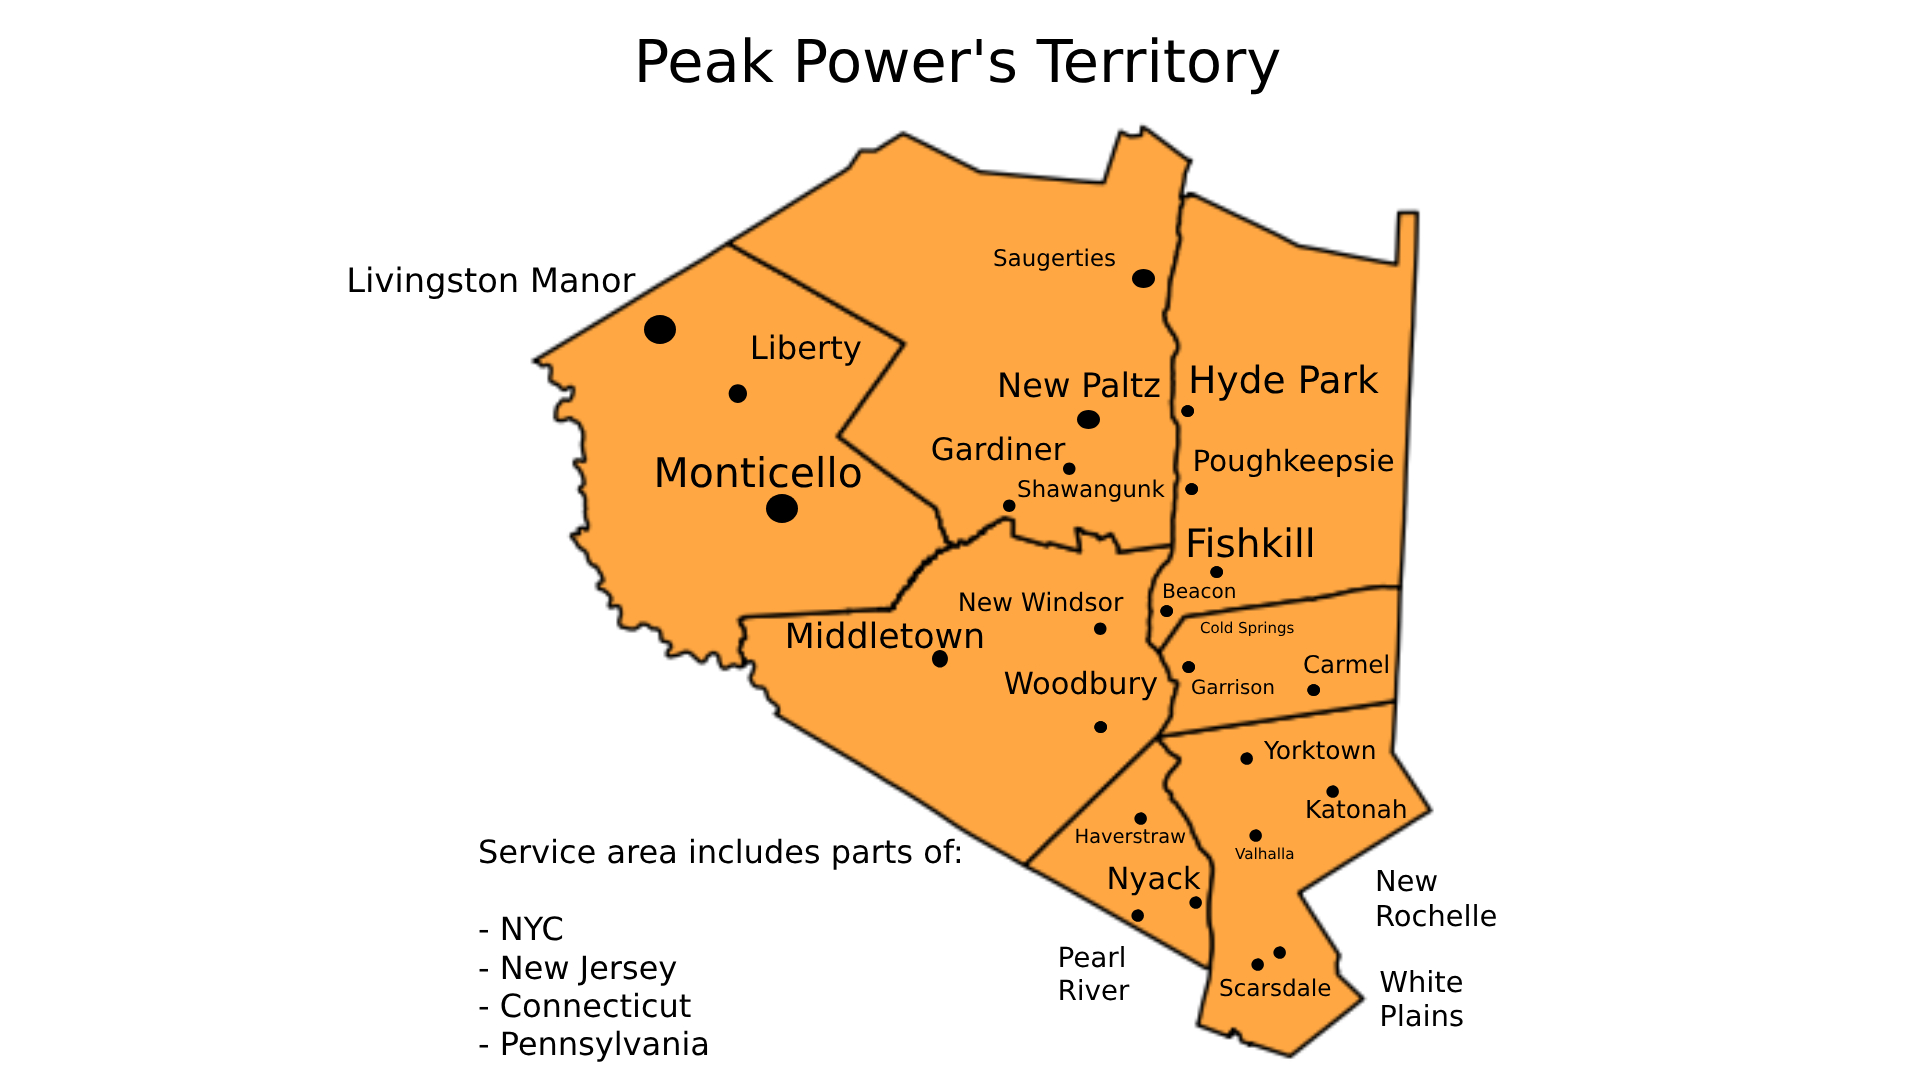 Peak Power's Territory
Saugerties
Livingston Manor
Liberty
New Paltz
Hyde Park
Gardiner
Poughkeepsie
Monticello
Shawangunk
Fishkill
Beacon
New Windsor
Cold Springs
Middletown
Carmel
Woodbury
Garrison
Yorktown
Katonah
Haverstraw
Valhalla
Nyack
New
Rochelle
Pearl
River
Scarsdale
White
Plains
Service area includes parts of:
- NYC
- New Jersey
- Connecticut
- Pennsylvania